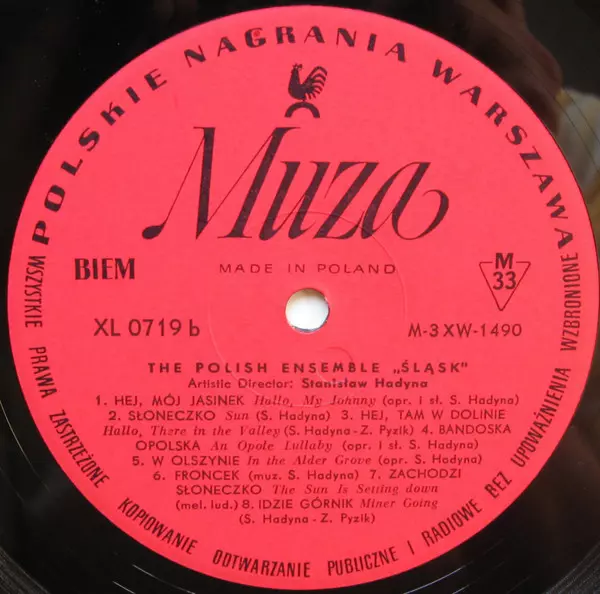 POLSKIE NAGRANIA WARSZAWA
Muza
BIEM
MADE IN POLAND
M
33
XL 0719 b
M-3 XW-1490
THE POLISH ENSEMBLE „ŚLĄSK”
Artistic Director: Stanisław Hadyna
1. HEJ, MÓJ JASINEK Hallo, My Johnny (opr. i sł. S. Hadyna)
2. SŁONECZKO Sun (S. Hadyna) 3. HEJ, TAM W DOLINIE
Hallo, There in the Valley (S. Hadyna-Z. Pyzik) 4. BANDOSKA
OPOLSKA An Opole Lullaby (opr. i sł. S. Hadyna)
5. W OLSZYNIE In the Alder Grove (opr. S. Hadyna)
6. FRONCEK (muz. S. Hadyna) 7. ZACHODZI
SŁONECZKO The Sun Is Setting down
(mel. lud.) 8. IDZIE GÓRNIK Miner Going
(S. Hadyna-Z. Pyzik)
WSZYSTKIE PRAWA ZASTRZEŻONE KOPIOWANIE ODTWARZANIE PUBLICZNE I RADIOWE BEZ UPOWAŻNIENIA WZBRONIONE